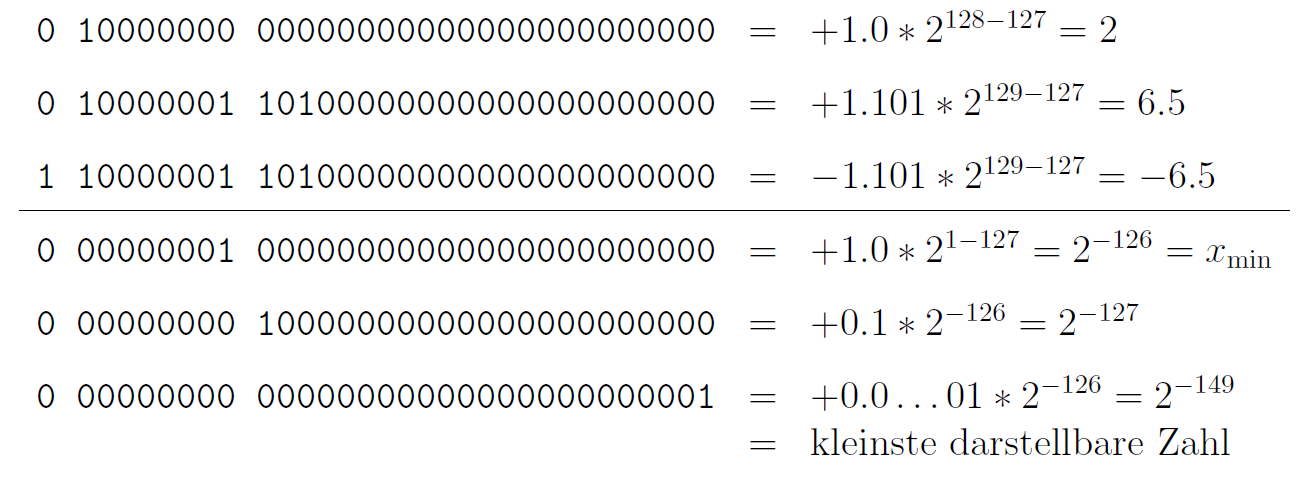 0 10000000 00000000000000000000000 = +1.0 ∗ 2^{128−127} = 2
0 10000001 10100000000000000000000 = +1.101 ∗ 2^{129−127} = 6.5
1 10000001 10100000000000000000000 = −1.101 ∗ 2^{129−127} = −6.5
0 00000001 00000000000000000000000 = +1.0 ∗ 2^{1−127} = 2^{−126} = x_{min}
0 00000000 10000000000000000000000 = +0.1 ∗ 2^{−126} = 2^{−127}
0 00000000 00000000000000000000001 = +0.0…01 ∗ 2^{−126} = 2^{−149}
= kleinste darstellbare Zahl